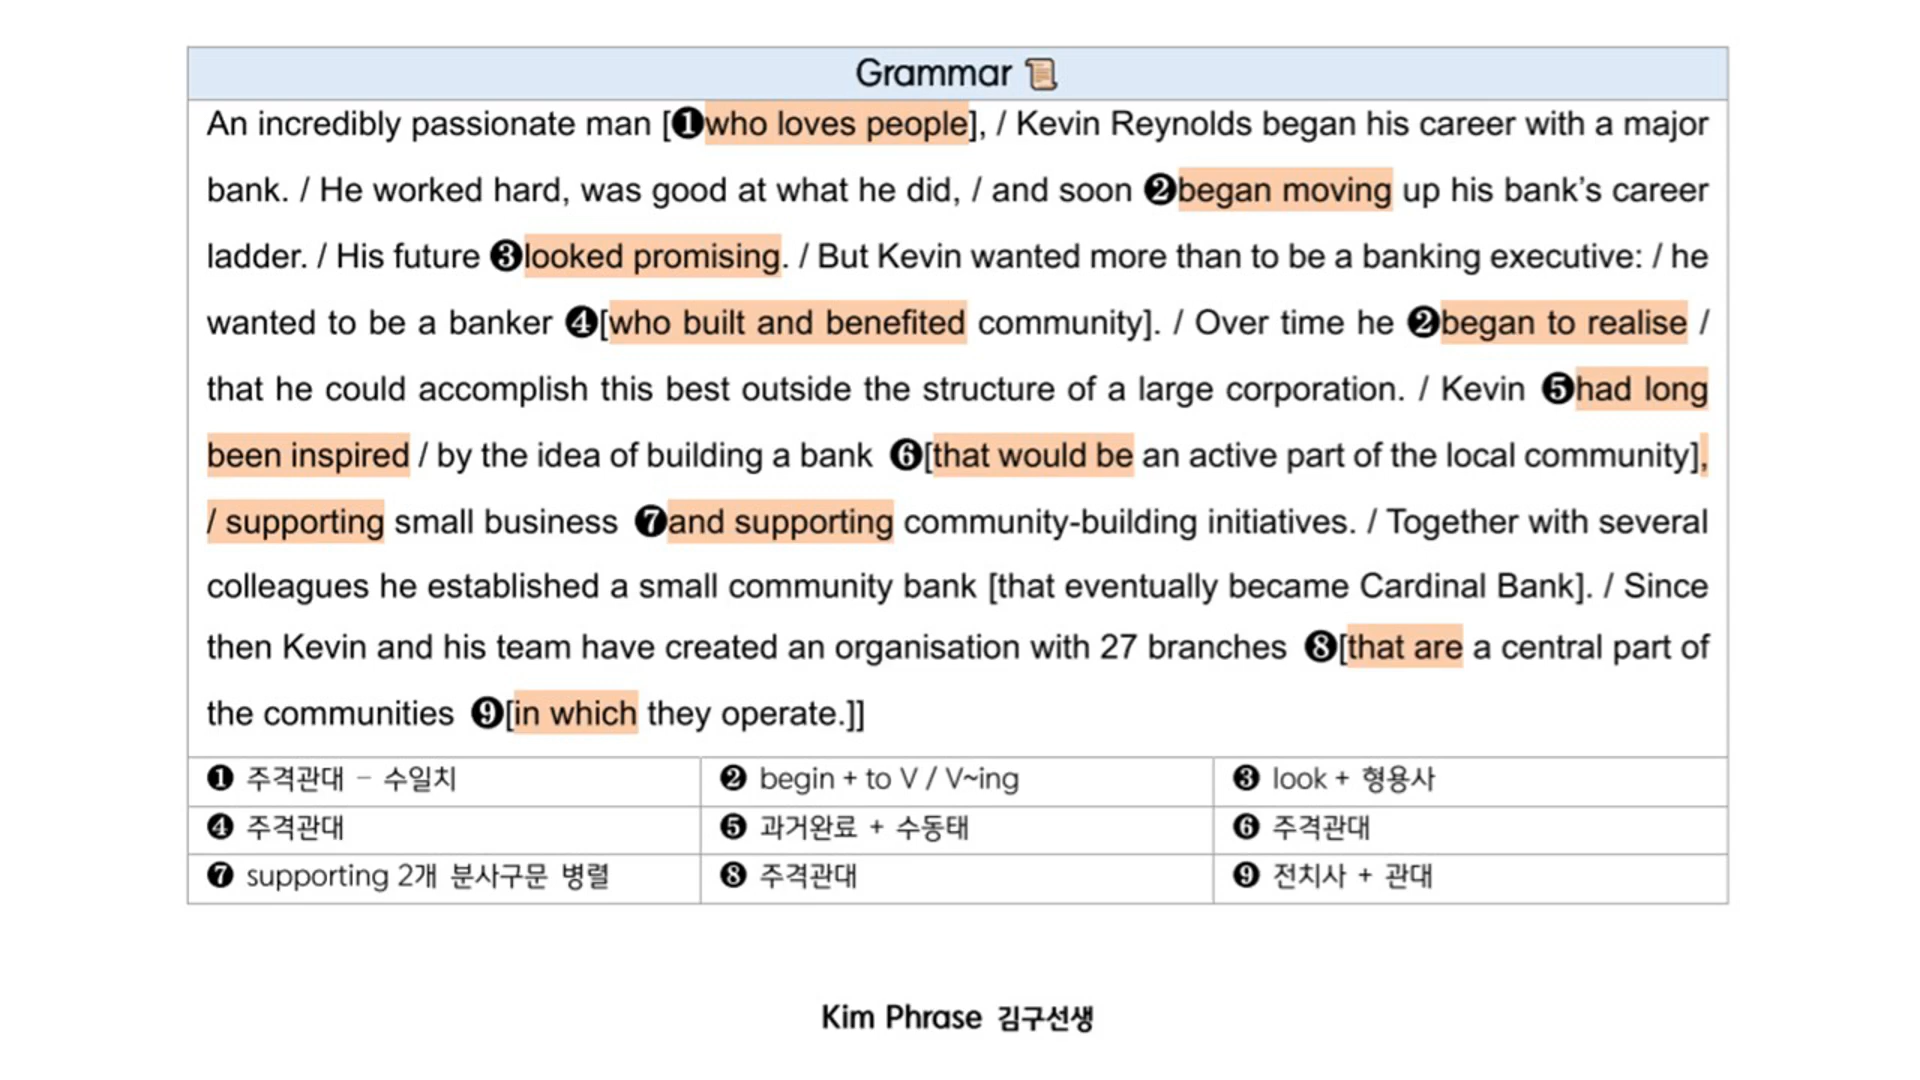 Grammar 📜
An incredibly passionate man [❶who loves people], / Kevin Reynolds began his career with a major
bank. / He worked hard, was good at what he did, / and soon ❷began moving up his bank’s career
ladder. / His future ❸looked promising. / But Kevin wanted more than to be a banking executive: / he
wanted to be a banker ❹[who built and benefited community]. / Over time he ❷began to realise /
that he could accomplish this best outside the structure of a large corporation. / Kevin ❺had long
been inspired / by the idea of building a bank ❻[that would be an active part of the local community],
/ supporting small business ❼and supporting community-building initiatives. / Together with several
colleagues he established a small community bank [that eventually became Cardinal Bank]. / Since
then Kevin and his team have created an organisation with 27 branches ❽[that are a central part of
the communities ❾[in which they operate.]]
❶ 주격관대 – 수일치
❷ begin + to V / V~ing
❸ look + 형용사
❹ 주격관대
❺ 과거완료 + 수동태
❻ 주격관대
❼ supporting 2개 분사구문 병렬
❽ 주격관대
❾ 전치사 + 관대
Kim Phrase 김구선생